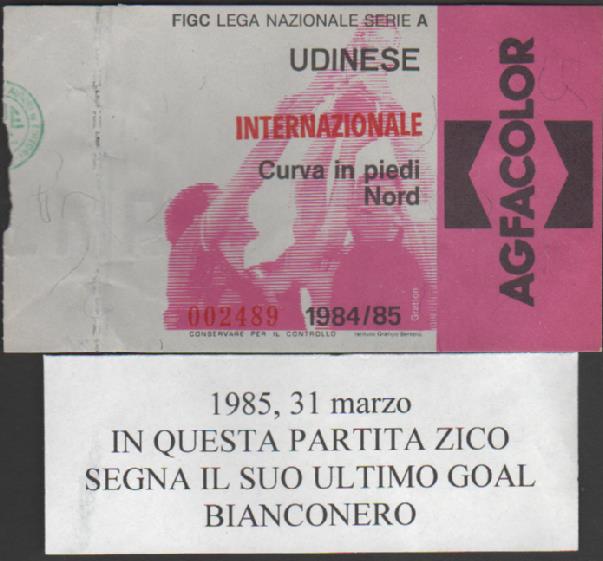 FIGC LEGA NAZIONALE SERIE A
UDINESE
INTERNAZIONALE
Curva in piedi
Nord
002489 1984/85
CONSERVARE PER IL CONTROLLO
AGFACOLOR
1985, 31 marzo
IN QUESTA PARTITA ZICO
SEGNA IL SUO ULTIMO GOAL
BIANCONERO